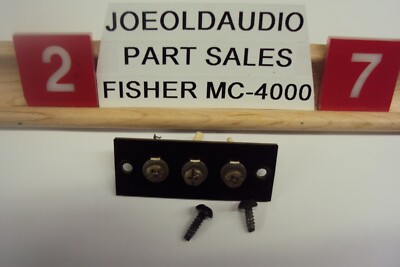 JOEOLDAUDIO
PART SALES
FISHER MC-4000
2
7